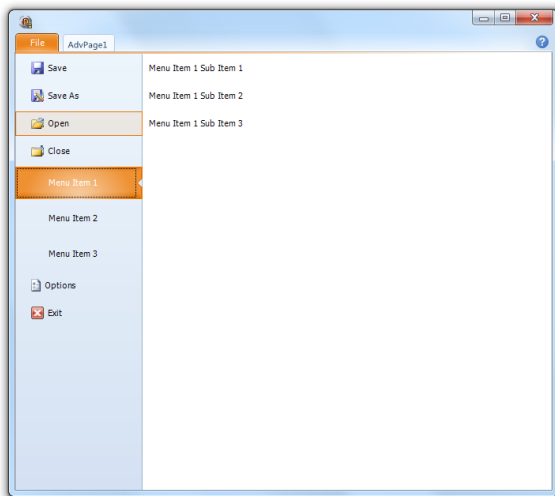 File AdvPage1
Save
Save As
Open
Close
Menu Item 1
Menu Item 2
Menu Item 3
Options
Exit
Menu Item 1 Sub Item 1
Menu Item 1 Sub Item 2
Menu Item 1 Sub Item 3